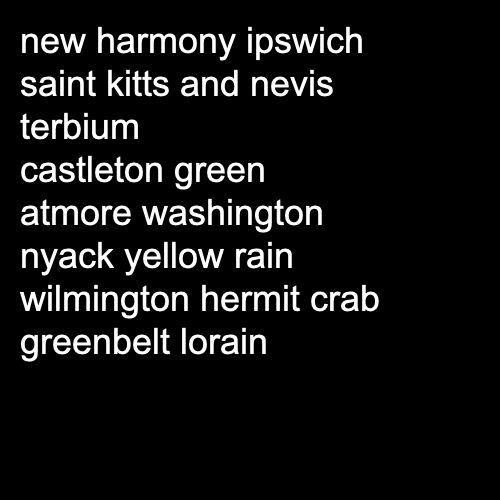 new harmony ipswich
saint kitts and nevis
terbium
castleton green
atmore washington
nyack yellow rain
wilmington hermit crab
greenbelt lorain